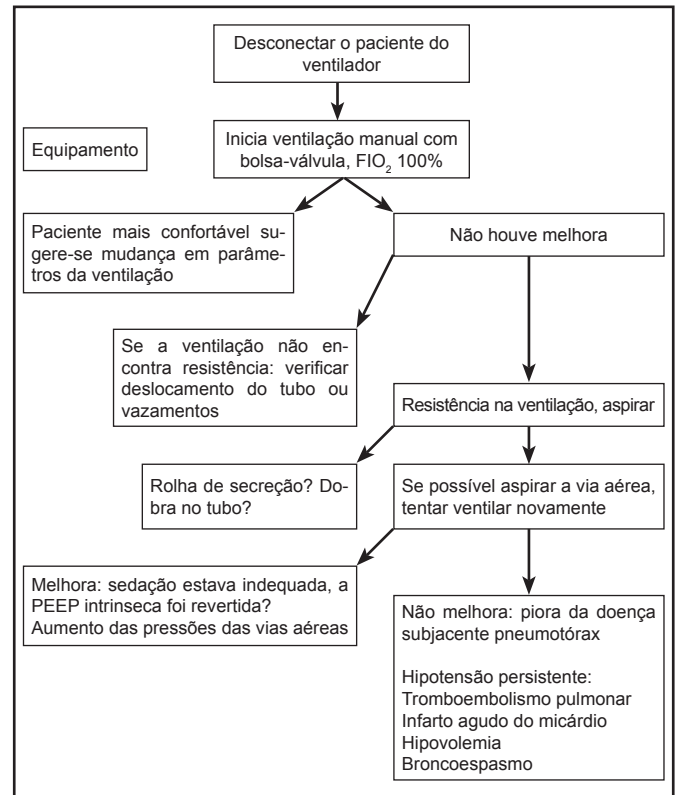 Desconectar o paciente do
ventilador
Equipamento
Inicia ventilação manual com
bolsa-válvula, FIO₂ 100%
Paciente mais confortável su-
gere-se mudança em parâme-
tros da ventilação
Não houve melhora
Se a ventilação não en-
contra resistência: verificar
deslocamento do tubo ou
vazamentos
Resistência na ventilação, aspirar
Rolha de secreção? Do-
bra no tubo?
Se possível aspirar a via aérea,
tentar ventilar novamente
Melhora: sedação estava indequada, a
PEEP intrinseca foi revertida?
Aumento das pressões das vias aéreas
Não melhora: piora da doença
subjacente pneumotórax
Hipotensão persistente:
Tromboembolismo pulmonar
Infarto agudo do micárdio
Hipovolemia
Broncoespasmo